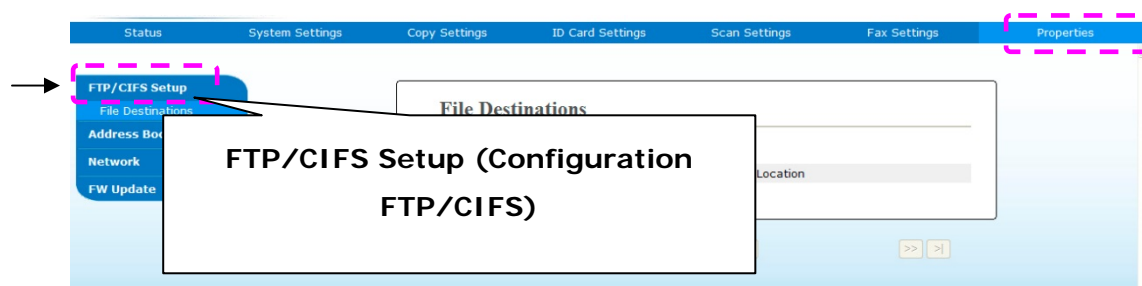 Status System Settings Copy Settings ID Card Settings Scan Settings Fax Settings Properties
FTP/CIFS Setup
File Destinations
Address Boo
Network
FW Update
File Destinations
Location
FTP/CIFS Setup (Configuration
FTP/CIFS)
>> >|